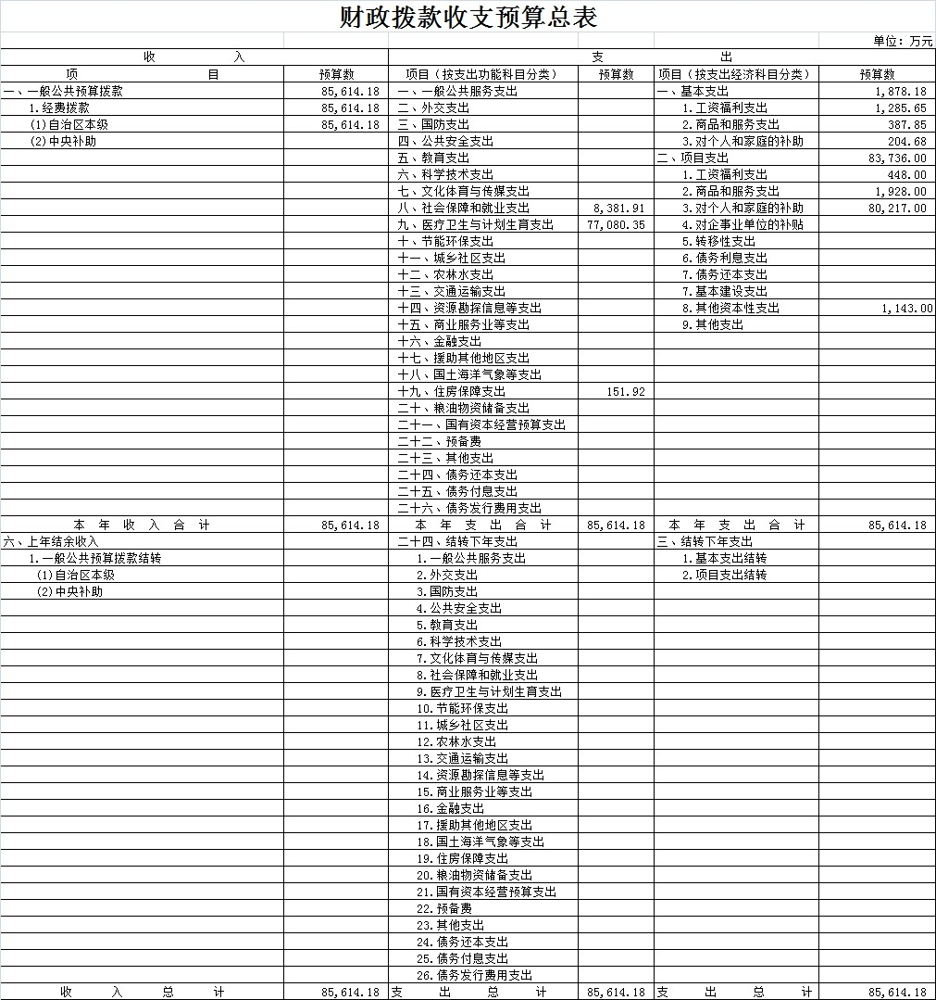 财政拨款收支预算总表
单位：万元
收 入 支 出
项 目 预算数 项目（按支出功能科目分类） 预算数 项目（按支出经济科目分类） 预算数
一、一般公共预算拨款 85,614.18 一、一般公共服务支出 一、基本支出 1,878.18
1.经费拨款 85,614.18 二、外交支出 1.工资福利支出 1,285.65
(1)自治区本级 85,614.18 三、国防支出 2.商品和服务支出 387.85
(2)中央补助 四、公共安全支出 3.对个人和家庭的补助 204.68
五、教育支出 二、项目支出 83,736.00
六、科学技术支出 1.工资福利支出 448.00
七、文化体育与传媒支出 2.商品和服务支出 1,928.00
八、社会保障和就业支出 8,381.91 3.对个人和家庭的补助 80,217.00
九、医疗卫生与计划生育支出 77,080.35 4.对企事业单位的补贴
十、节能环保支出 5.转移性支出
十一、城乡社区支出 6.债务利息支出
十二、农林水支出 7.债务还本支出
十三、交通运输支出 7.基本建设支出
十四、资源勘探信息等支出 8.其他资本性支出 1,143.00
十五、商业服务业等支出 9.其他支出
十六、金融支出
十七、援助其他地区支出
十八、国土海洋气象等支出
十九、住房保障支出 151.92
二十、粮油物资储备支出
二十一、国有资本经营预算支出
二十二、预备费
二十三、其他支出
二十四、债务还本支出
二十五、债务付息支出
二十六、债务发行费用支出
本 年 收 入 合 计 85,614.18 本 年 支 出 合 计 85,614.18 本 年 支 出 合 计 85,614.18
六、上年结余收入 二十四、结转下年支出 三、结转下年支出
1.一般公共预算拨款结转 1.一般公共服务支出 1.基本支出结转
(1)自治区本级 2.外交支出 2.项目支出结转
(2)中央补助 3.国防支出
4.公共安全支出
5.教育支出
6.科学技术支出
7.文化体育与传媒支出
8.社会保障和就业支出
9.医疗卫生与计划生育支出
10.节能环保支出
11.城乡社区支出
12.农林水支出
13.交通运输支出
14.资源勘探信息等支出
15.商业服务业等支出
16.金融支出
17.援助其他地区支出
18.国土海洋气象等支出
19.住房保障支出
20.粮油物资储备支出
21.国有资本经营预算支出
22.预备费
23.其他支出
24.债务还本支出
25.债务付息支出
26.债务发行费用支出
收 入 总 计 85,614.18 支 出 总 计 85,614.18 支 出 总 计 85,614.18